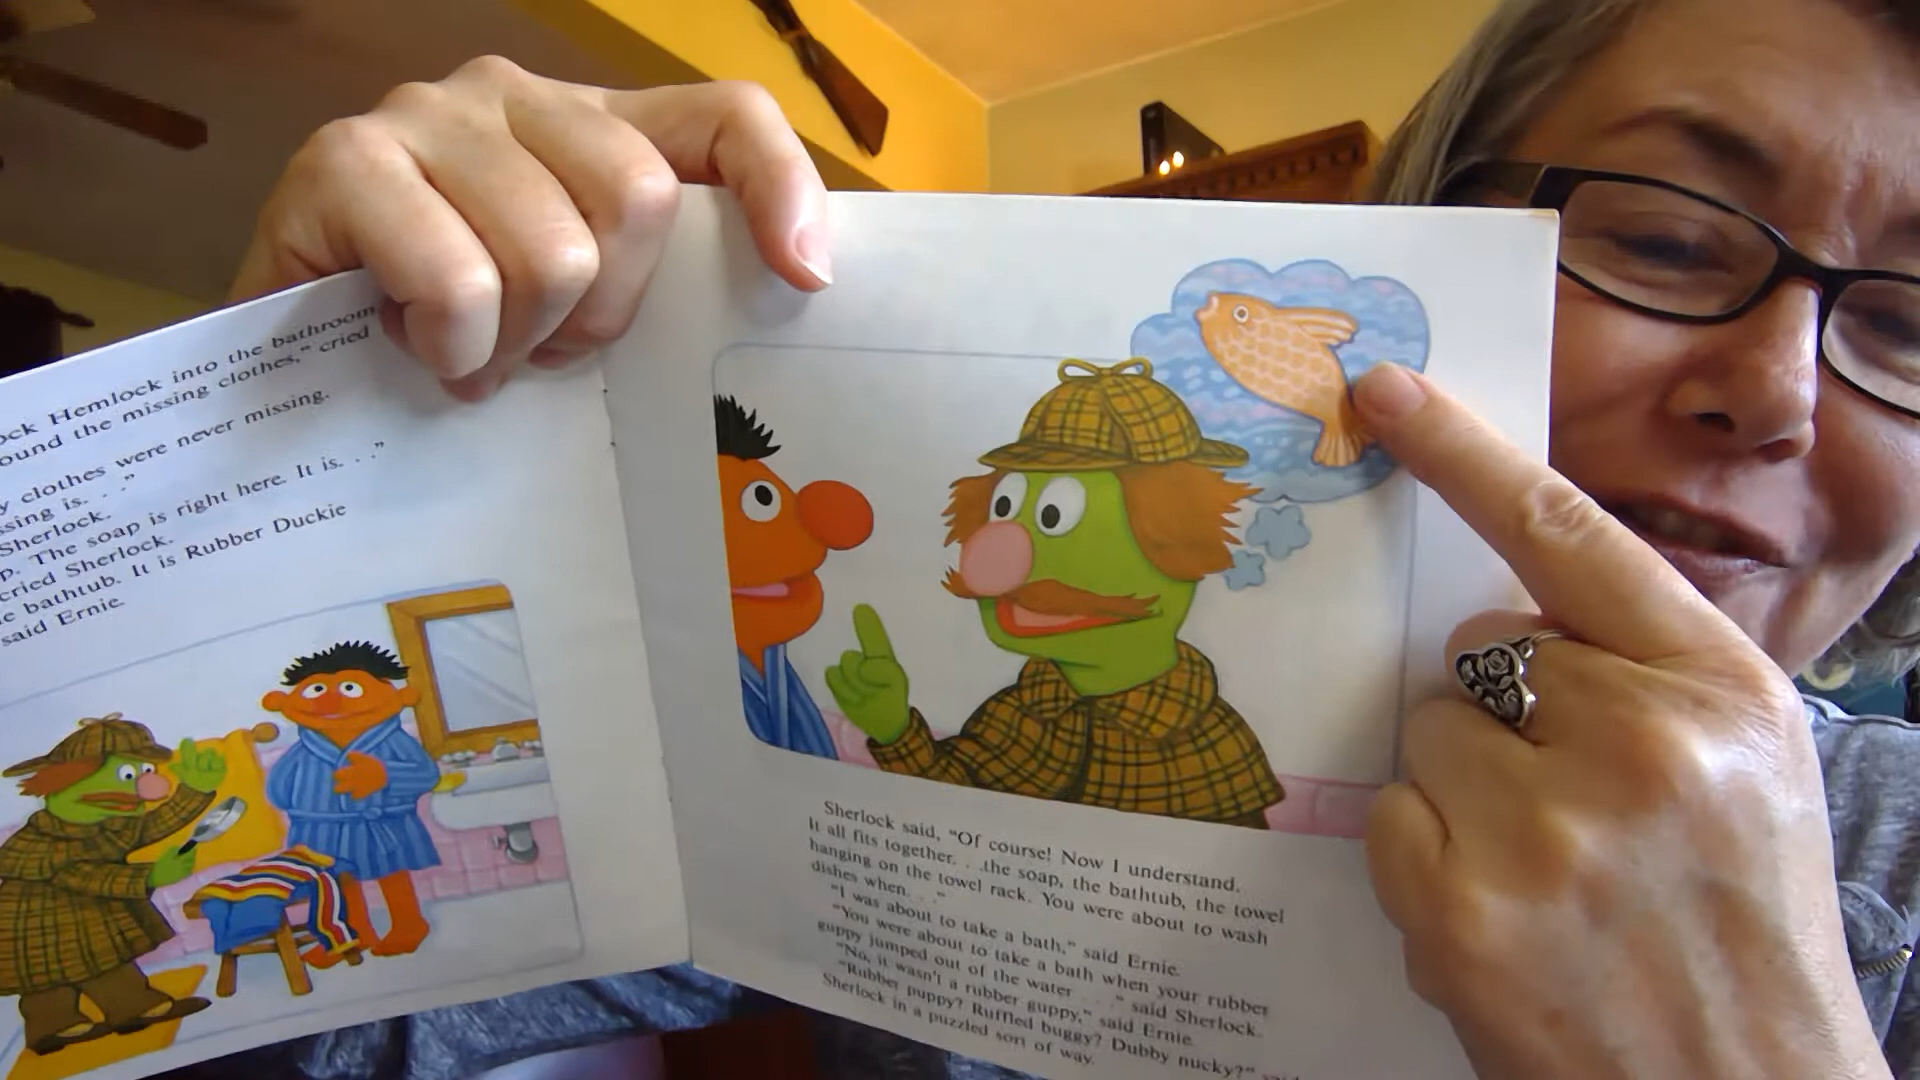 ock Hemlock into the bathroom
ound the missing clothes," cried
y clothes were never missing.
ssing is. . ."
Sherlock.
p. The soap is right here. It is. . ."
cried Sherlock.
e bathtub. It is Rubber Duckie
said Ernie.
Sherlock said, "Of course! Now I understand.
It all fits together. . .the soap, the bathtub, the towel
hanging on the towel rack. You were about to wash
dishes when. . ."
"I was about to take a bath," said Ernie.
"You were about to take a bath when your rubber
guppy jumped out of the water . . ." said Sherlock.
"No, it wasn't a rubber guppy," said Ernie.
"Rubber puppy? Ruffled buggy? Dubby nucky?" said
Sherlock in a puzzled sort of way.